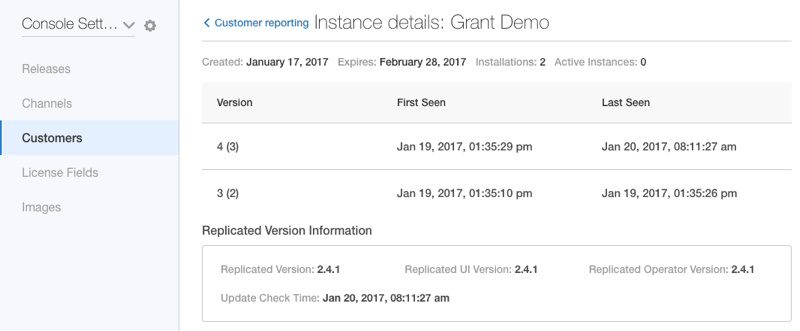 Console Sett...
Releases
Channels
Customers
License Fields
Images
Customer reporting Instance details: Grant Demo
Created: January 17, 2017 Expires: February 28, 2017 Installations: 2 Active Instances: 0
Version First Seen Last Seen
4 (3) Jan 19, 2017, 01:35:29 pm Jan 20, 2017, 08:11:27 am
3 (2) Jan 19, 2017, 01:35:10 pm Jan 19, 2017, 01:35:26 pm
Replicated Version Information
Replicated Version: 2.4.1 Replicated UI Version: 2.4.1 Replicated Operator Version: 2.4.1
Update Check Time: Jan 20, 2017, 08:11:27 am